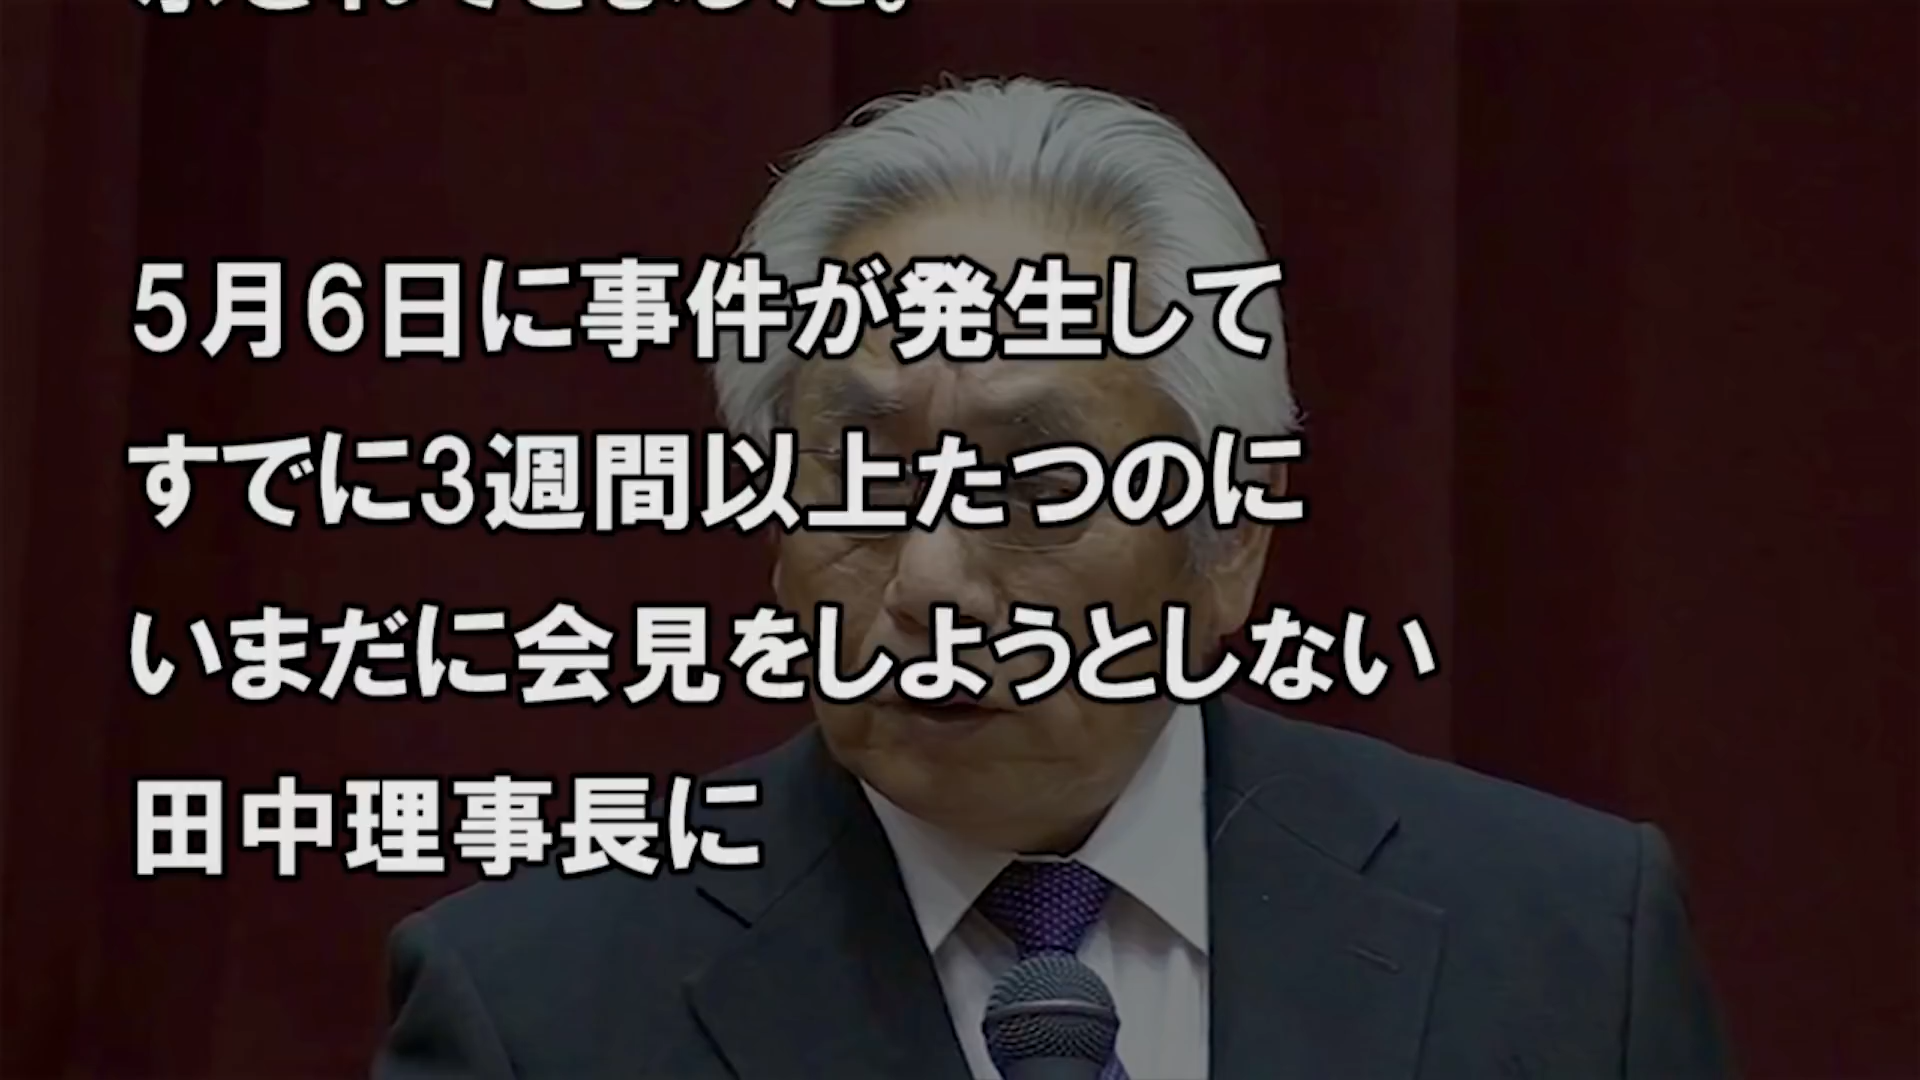 5月6日に事件が発生して
すでに3週間以上たつのに
いまだに会見をしようとしない
田中理事長に